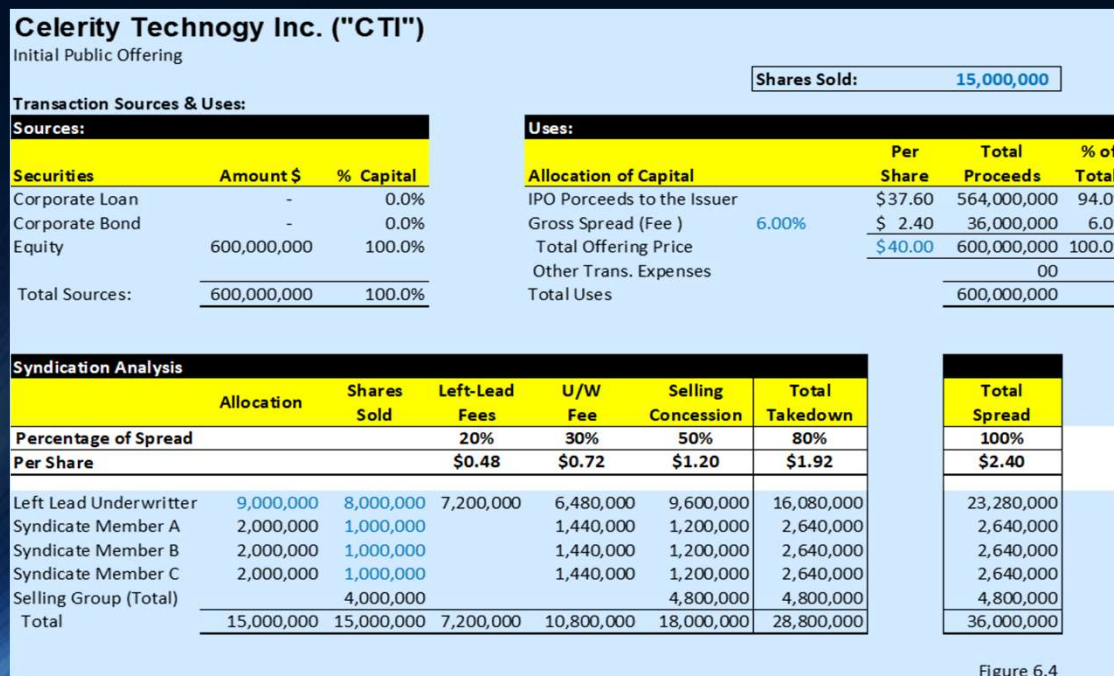 Celerity Technogy Inc. ("CTI")
Initial Public Offering
Shares Sold: 15,000,000
Transaction Sources & Uses:
Sources: Uses:
Per Total % of
Securities Amount $ % Capital Allocation of Capital Share Proceeds Total
Corporate Loan - 0.0% IPO Porceeds to the Issuer $37.60 564,000,000 94.0
Corporate Bond - 0.0% Gross Spread (Fee ) 6.00% $ 2.40 36,000,000 6.0
Equity 600,000,000 100.0% Total Offering Price $40.00 600,000,000 100.0
Other Trans. Expenses 00
Total Sources: 600,000,000 100.0% Total Uses 600,000,000
Syndication Analysis
Allocation Shares Left-Lead U/W Selling Total Total
Sold Fees Fee Concession Takedown Spread
Percentage of Spread 20% 30% 50% 80% 100%
Per Share $0.48 $0.72 $1.20 $1.92 $2.40
Left Lead Underwritter 9,000,000 8,000,000 7,200,000 6,480,000 9,600,000 16,080,000 23,280,000
Syndicate Member A 2,000,000 1,000,000 1,440,000 1,200,000 2,640,000 2,640,000
Syndicate Member B 2,000,000 1,000,000 1,440,000 1,200,000 2,640,000 2,640,000
Syndicate Member C 2,000,000 1,000,000 1,440,000 1,200,000 2,640,000 2,640,000
Selling Group (Total) 4,000,000 4,800,000 4,800,000 4,800,000
Total 15,000,000 15,000,000 7,200,000 10,800,000 18,000,000 28,800,000 36,000,000
Figure 6.4